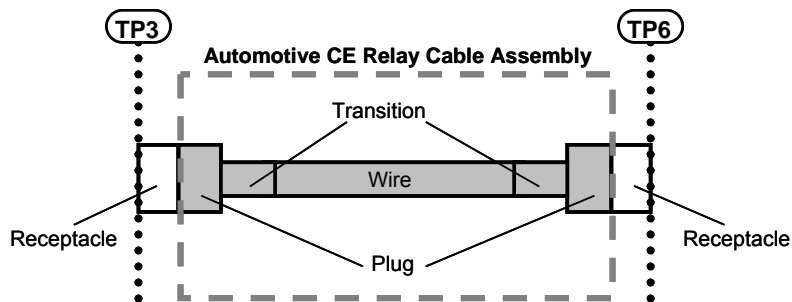 TP3
TP6
Automotive CE Relay Cable Assembly
Transition
Wire
Receptacle
Plug
Receptacle